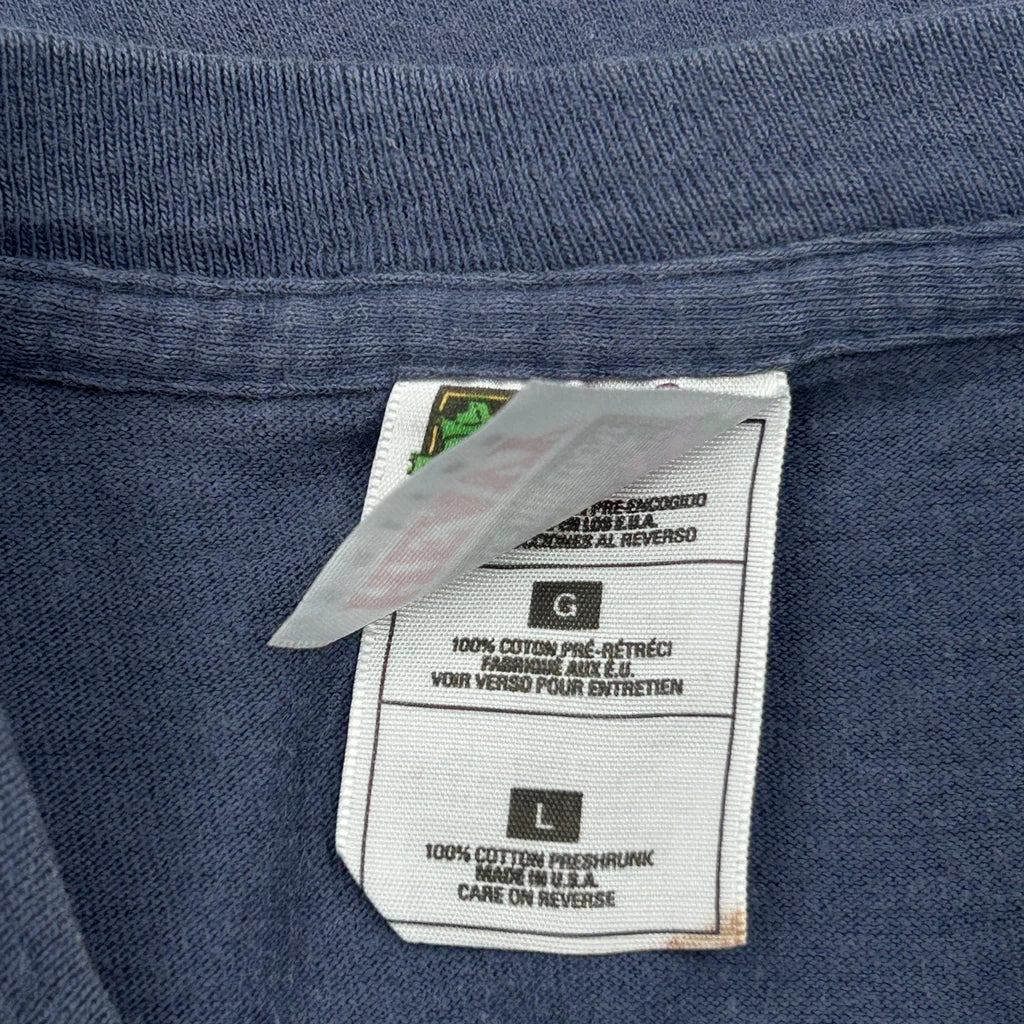 PRE-ENCOGIDO
LOS E.U.A.
AL REVERSO
G
100% COTON PRÉ-RÉTRÉCI
FABRIQUÉ AUX É.U.
VOIR VERSO POUR ENTRETIEN
L
100% COTTON PRESHRUNK
MADE IN U.S.A.
CARE ON REVERSE